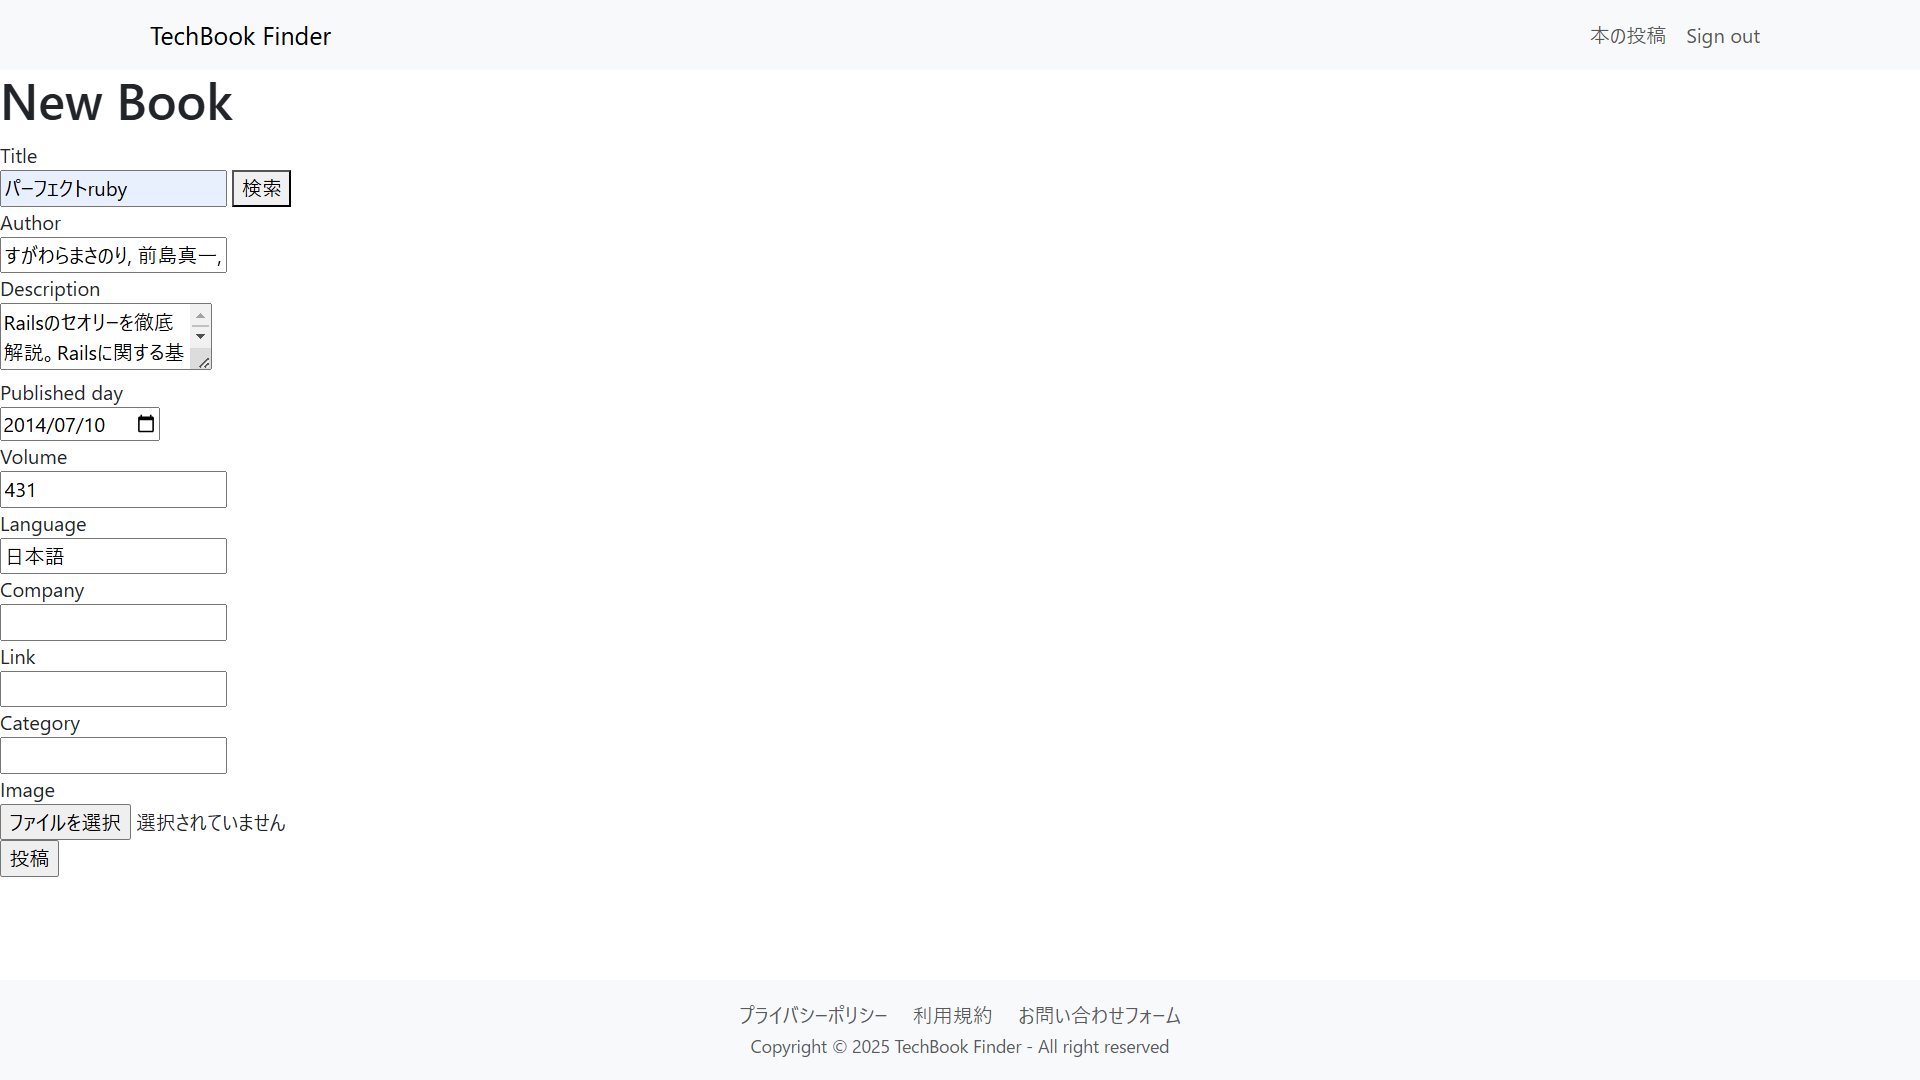 TechBook Finder 本の投稿 Sign out
New Book
Title
パーフェクトruby 検索
Author
すがわらまさのり, 前島真一,
Description
Railsのセオリーを徹底
解説。Railsに関する基
Published day
2014/07/10
Volume
431
Language
日本語
Company
Link
Category
Image
ファイルを選択 選択されていません
投稿
プライバシーポリシー 利用規約 お問い合わせフォーム
Copyright © 2025 TechBook Finder - All right reserved